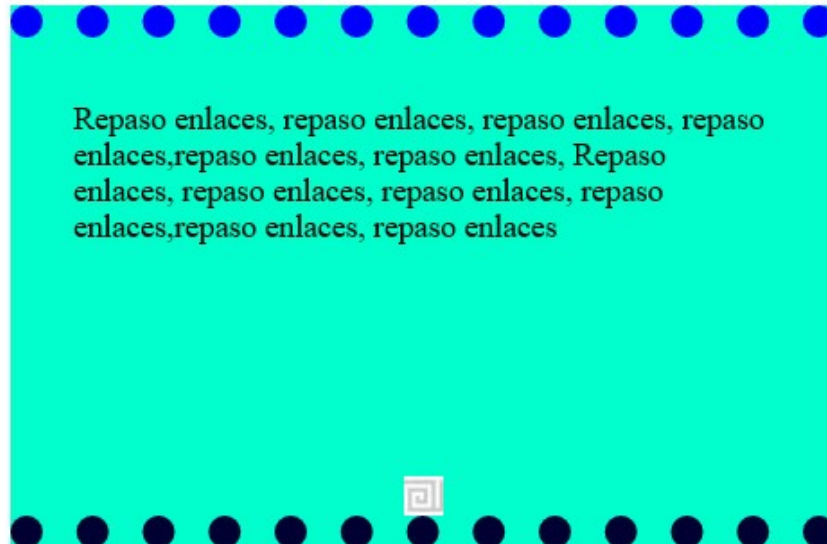 Repaso enlaces, repaso enlaces, repaso enlaces, repaso
enlaces,repaso enlaces, repaso enlaces, Repaso
enlaces, repaso enlaces, repaso enlaces, repaso
enlaces,repaso enlaces, repaso enlaces